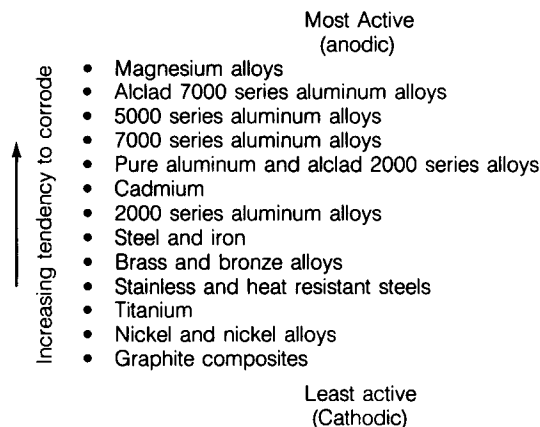 Most Active
(anodic)
Increasing tendency to corrode
• Magnesium alloys
• Alclad 7000 series aluminum alloys
• 5000 series aluminum alloys
• 7000 series aluminum alloys
• Pure aluminum and alclad 2000 series alloys
• Cadmium
• 2000 series aluminum alloys
• Steel and iron
• Brass and bronze alloys
• Stainless and heat resistant steels
• Titanium
• Nickel and nickel alloys
• Graphite composites
Least active
(Cathodic)